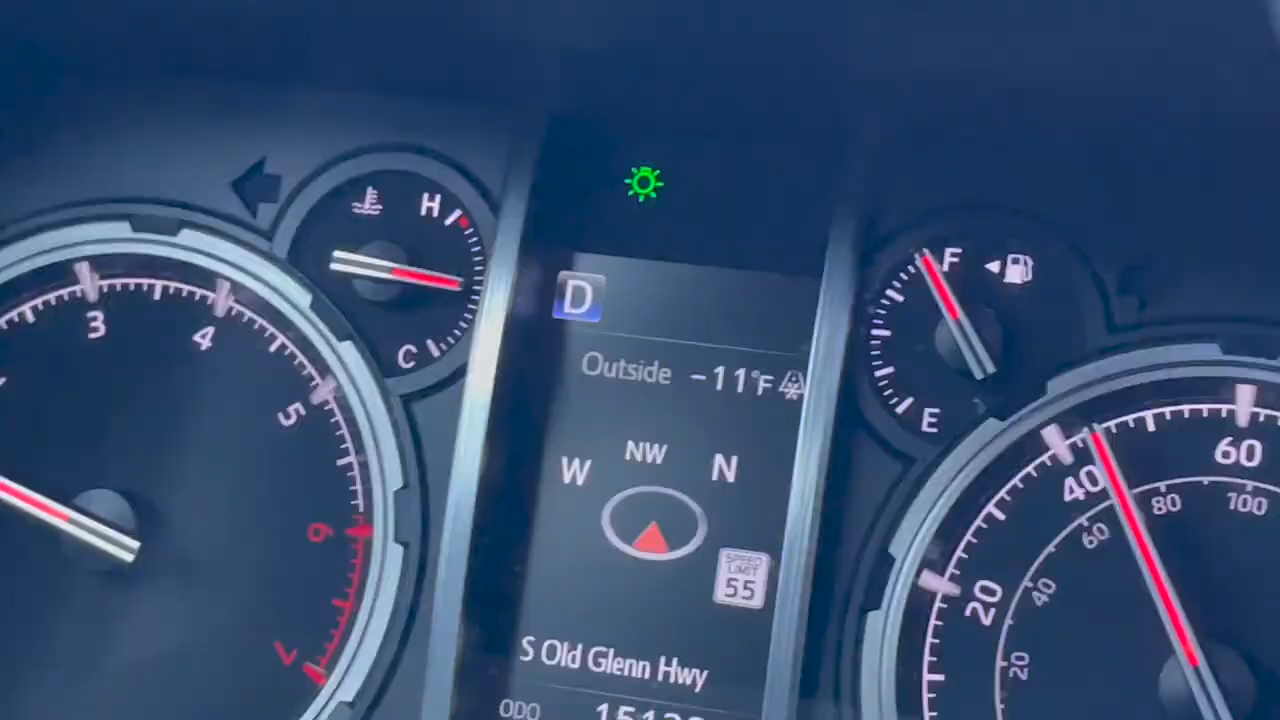 H
C
3
4
5
6
7
D
Outside -11°F
W NW N
SPEED
LIMIT
55
S Old Glenn Hwy
ODO
F
E
20
40
60
20
40
60
80
100